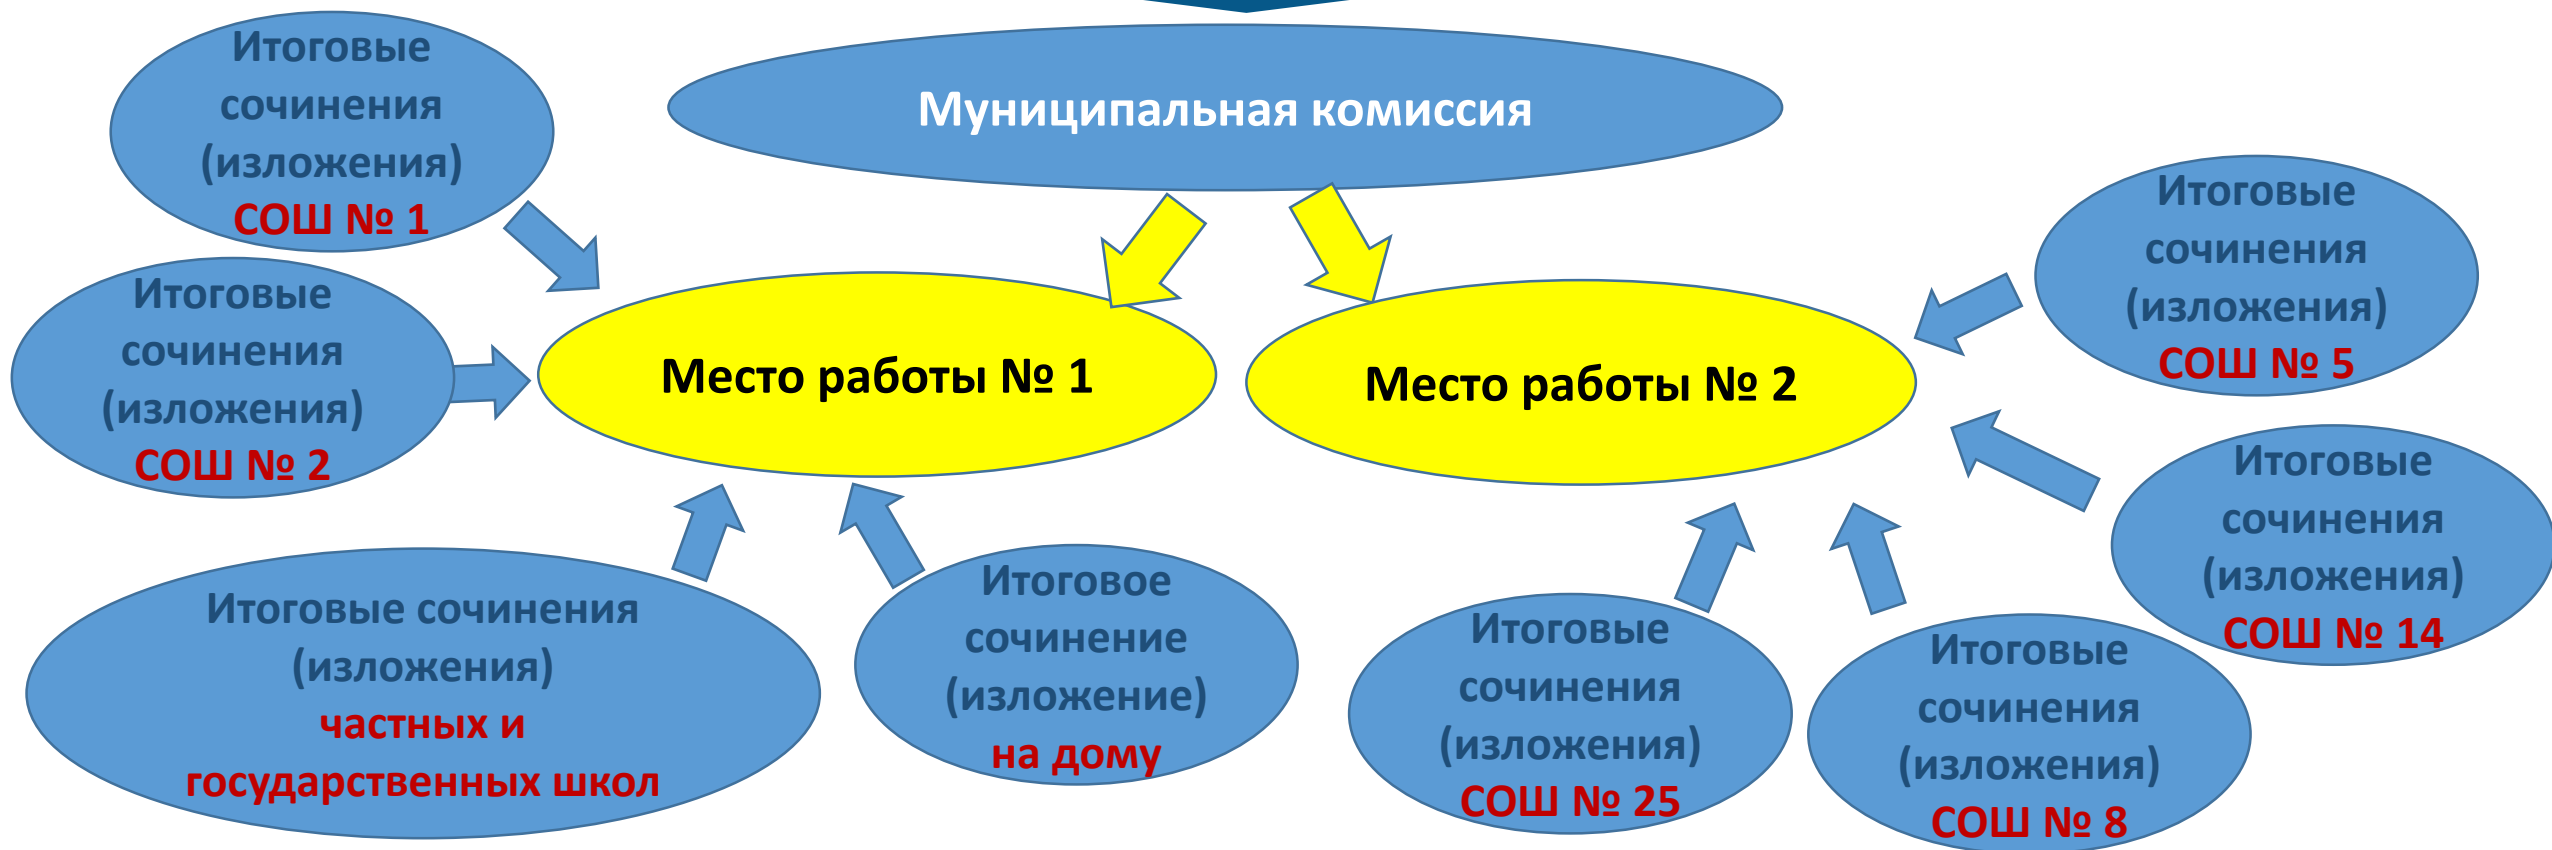 Итоговые
сочинения
(изложения)
СОШ № 1
Муниципальная комиссия
Итоговые
сочинения
(изложения)
СОШ № 5
Итоговые
сочинения
(изложения)
СОШ № 2
Место работы № 1
Место работы № 2
Итоговые
сочинения
(изложения)
СОШ № 14
Итоговые сочинения
(изложения)
частных и
государственных школ
Итоговое
сочинение
(изложение)
на дому
Итоговые
сочинения
(изложения)
СОШ № 25
Итоговые
сочинения
(изложения)
СОШ № 8